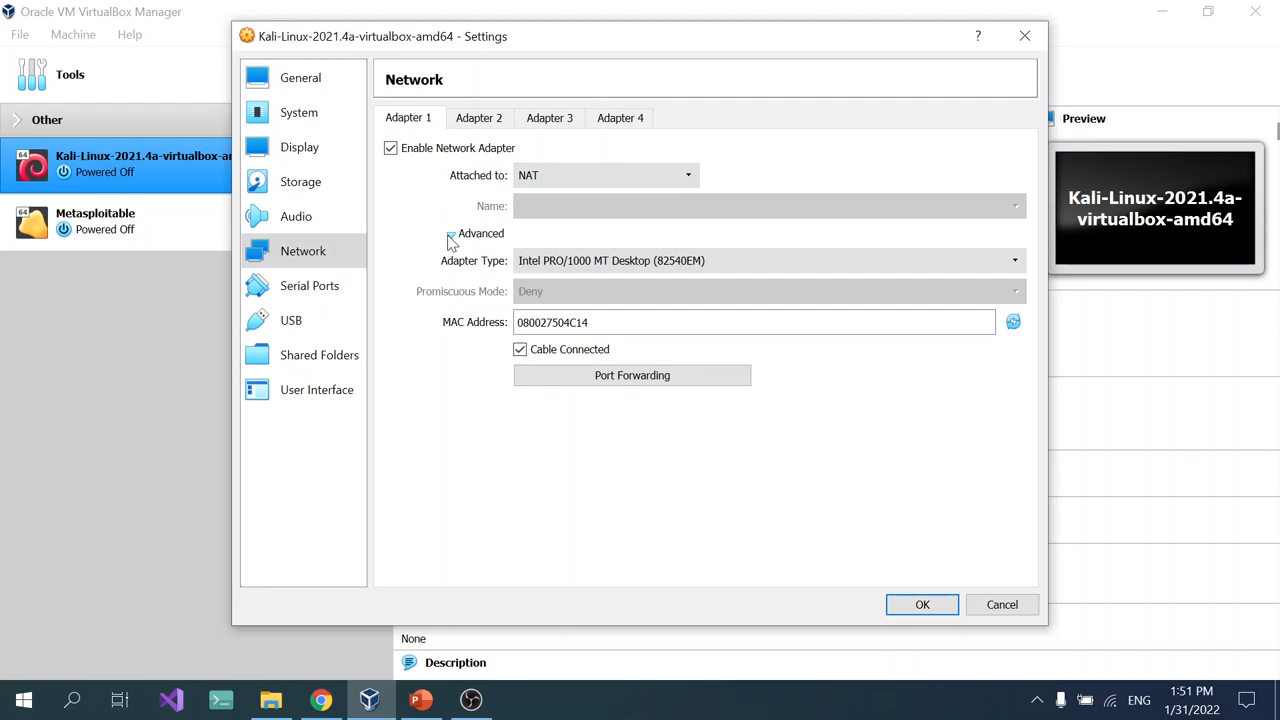 Oracle VM VirtualBox Manager
File Machine Help
Tools
Other
64
Kali-Linux-2021.4a-virtualbox-am
Powered Off
64
Metasploitable
Powered Off
Kali-Linux-2021.4a-virtualbox-amd64 - Settings
?
General
System
Display
Storage
Audio
Network
Serial Ports
USB
Shared Folders
User Interface
Network
Adapter 1 Adapter 2 Adapter 3 Adapter 4
Enable Network Adapter
Attached to: NAT
Name:
Advanced
Adapter Type: Intel PRO/1000 MT Desktop (82540EM)
Promiscuous Mode: Deny
MAC Address: 080027504C14
Cable Connected
Port Forwarding
OK Cancel
Preview
Kali-Linux-2021.4a-
virtualbox-amd64
None
Description
ENG
1:51 PM
1/31/2022